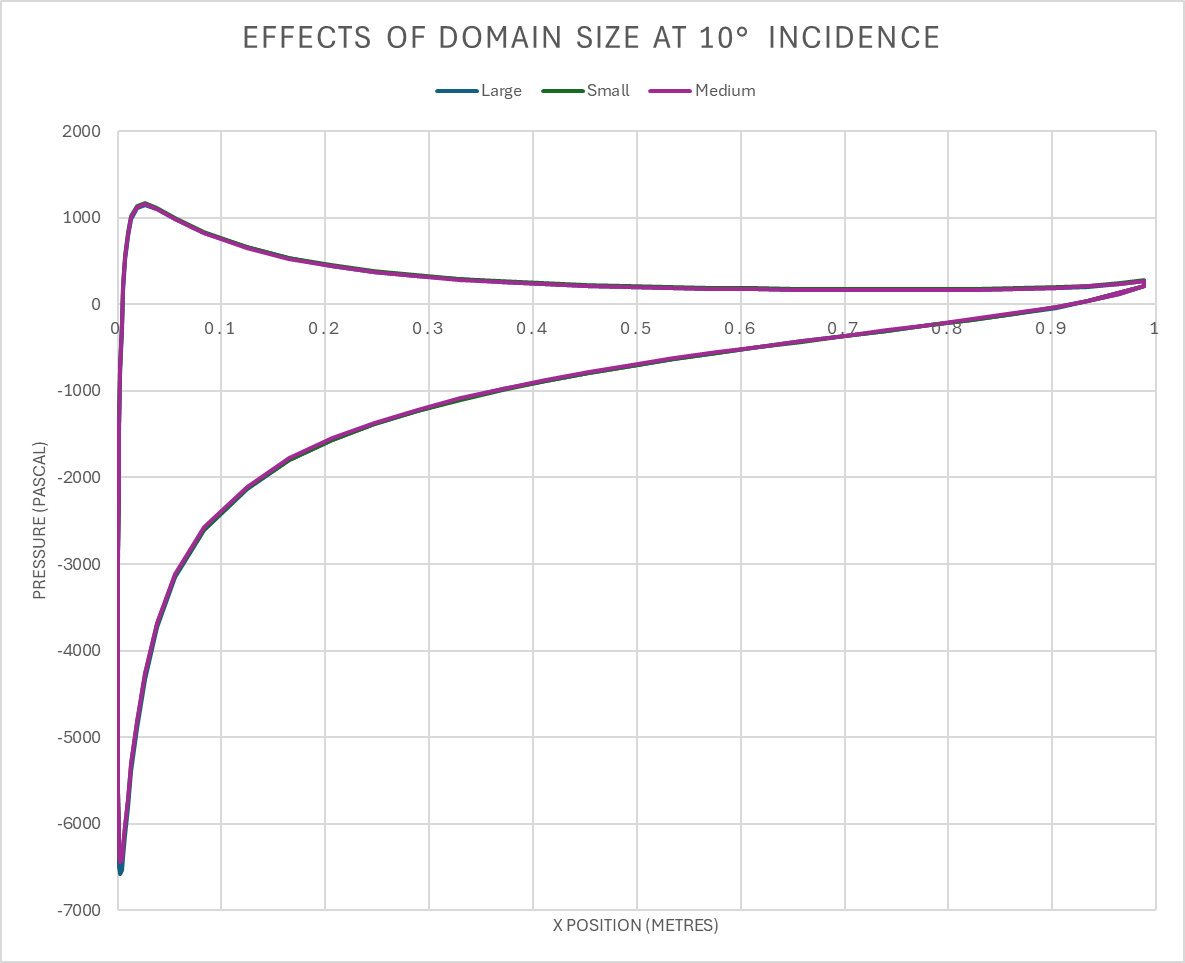 EFFECTS OF DOMAIN SIZE AT 10° INCIDENCE
Large Small Medium
2000
1000
0
0 0.1 0.2 0.3 0.4 0.5 0.6 0.7 0.8 0.9 1
-1000
-2000
-3000
-4000
-5000
-6000
-7000
PRESSURE (PASCAL)
X POSITION (METRES)